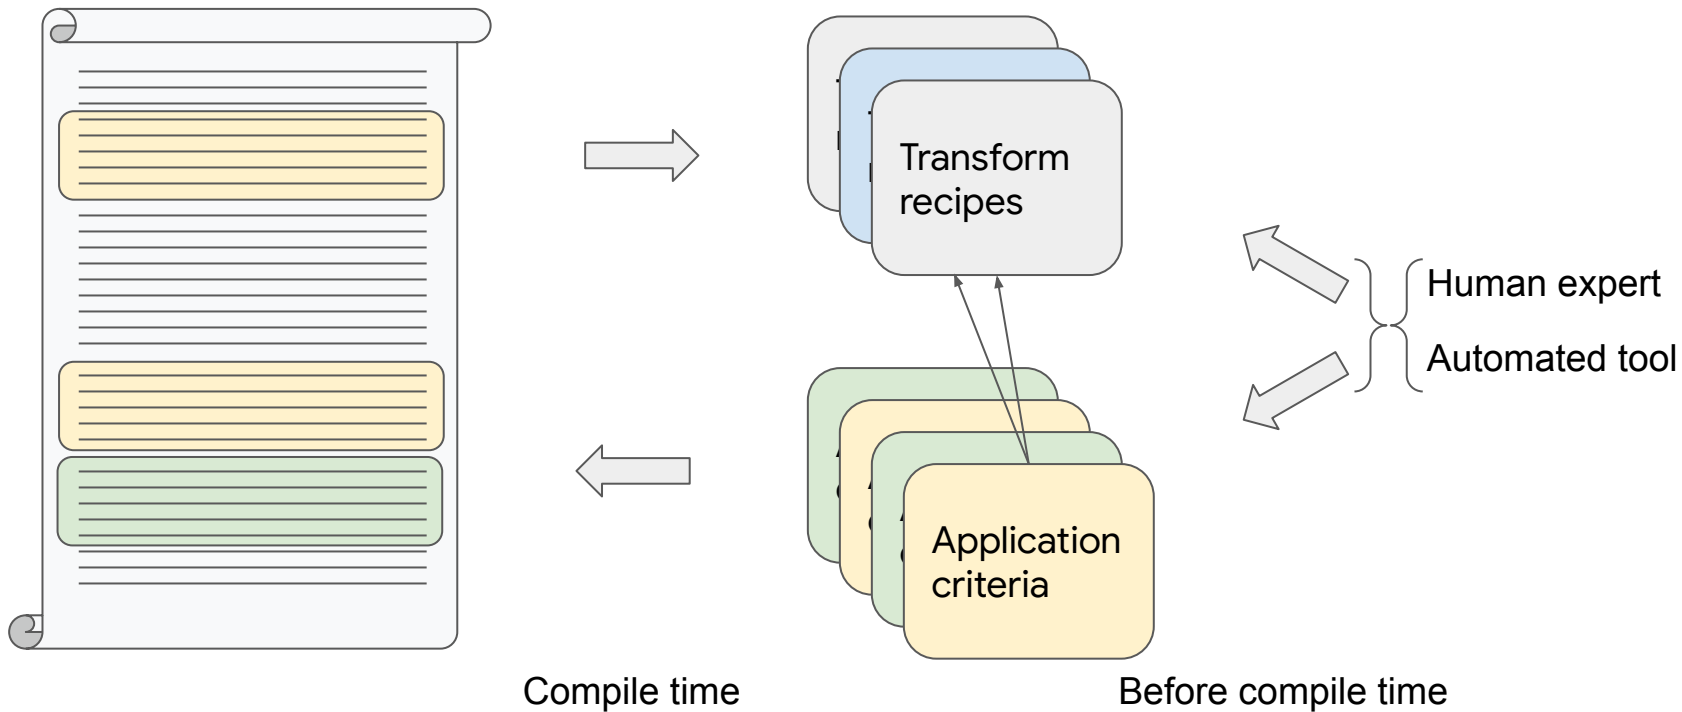 Transform
recipes
Human expert
Automated tool
Application
criteria
Compile time
Before compile time